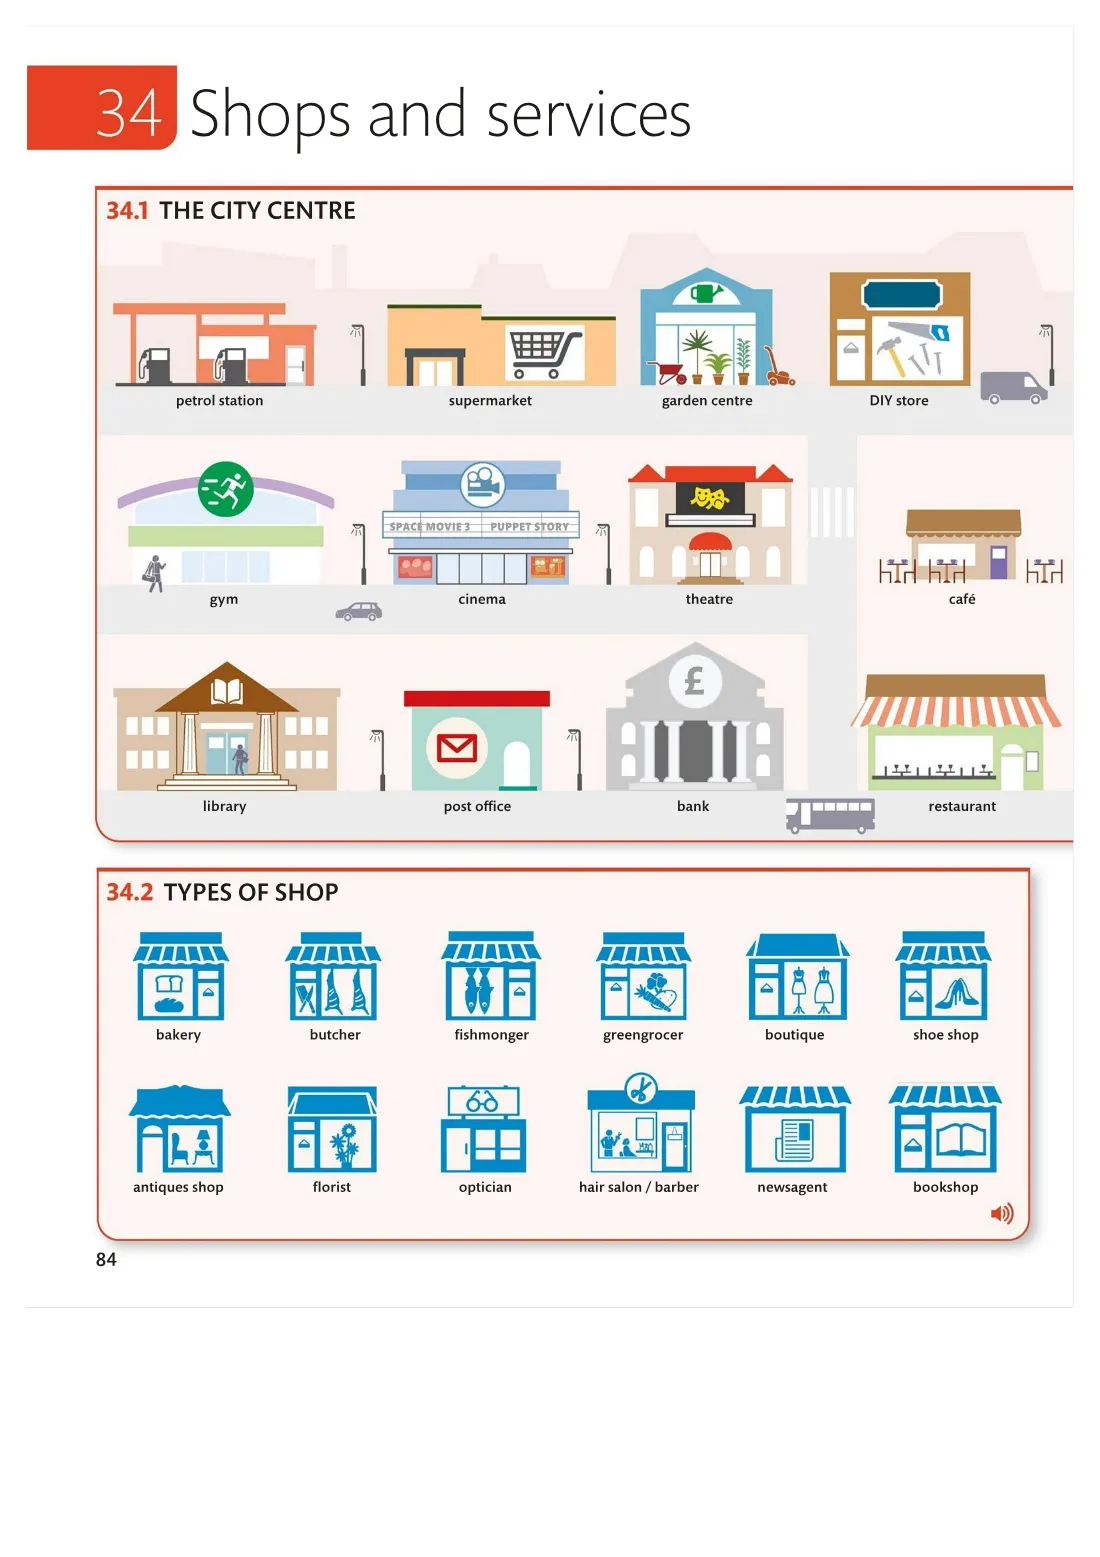 34 Shops and services
34.1 THE CITY CENTRE
petrol station
supermarket
garden centre
DIY store
SPACE MOVIE 3 PUPPET STORY
gym
cinema
theatre
café
£
library
post office
bank
restaurant
34.2 TYPES OF SHOP
bakery
butcher
fishmonger
greengrocer
boutique
shoe shop
antiques shop
florist
optician
hair salon / barber
newsagent
bookshop
84